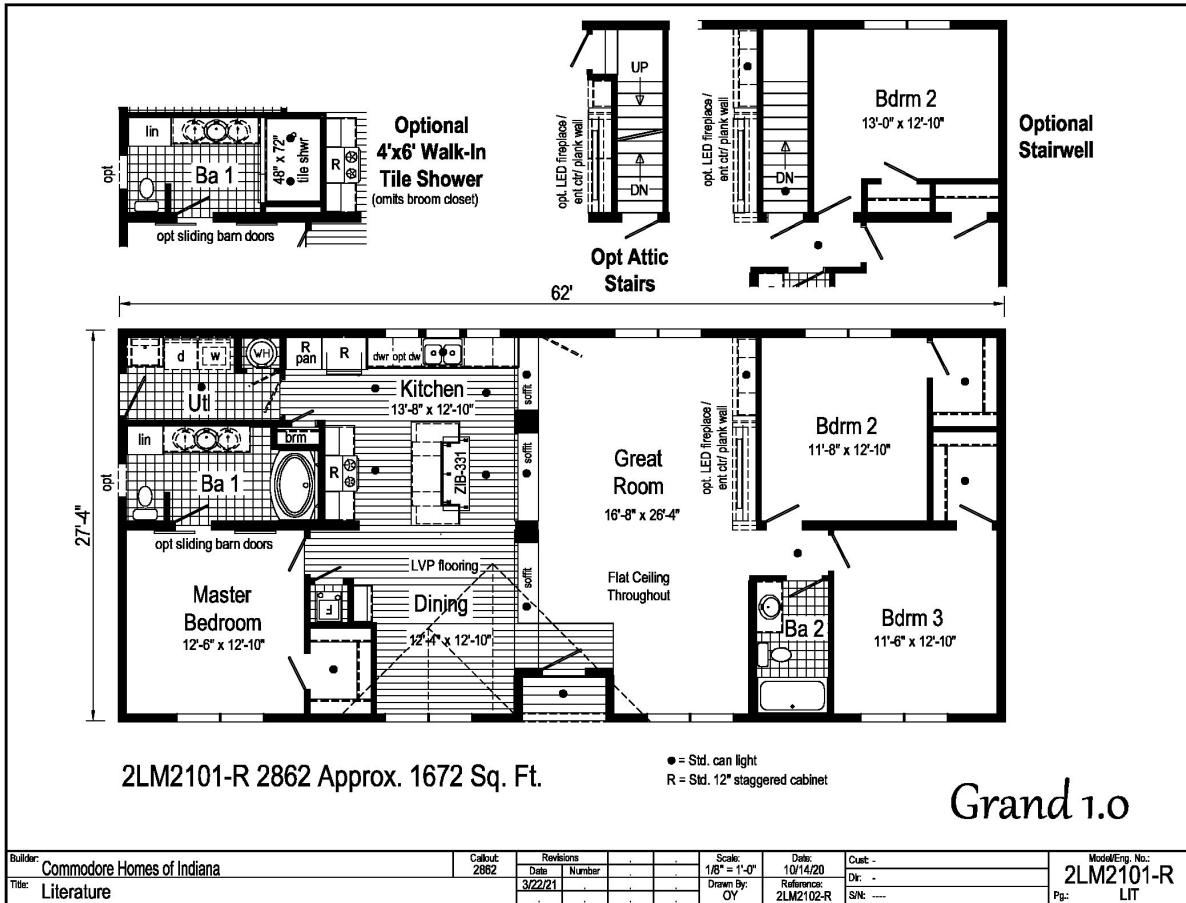 lin
Ba 1
48" x 72"
tile shwr
R
opt
opt sliding barn doors
Optional
4'x6' Walk-In
Tile Shower
(omits broom closet)
opt. LED fireplace /
ent ctr/ plank wall
UP
DN
Opt Attic
Stairs
opt. LED fireplace /
ent ctr/ plank wall
DN
Bdrm 2
13'-0" x 12'-10"
Optional
Stairwell
62'
27'-4"
d
w
WH
Utl
R
pan
R
dwr
opt dw
Kitchen
13'-8" x 12'-10"
soffit
brm
lin
Ba 1
R
ZIB-331
soffit
opt
opt sliding barn doors
Great
Room
16'-8" x 26'-4"
opt. LED fireplace /
ent ctr/ plank wall
Bdrm 2
11'-8" x 12'-10"
Master
Bedroom
12'-6" x 12'-10"
LVP flooring
F
Dining
12'-4" x 12'-10"
soffit
Flat Ceiling
Throughout
Ba 2
Bdrm 3
11'-6" x 12'-10"
2LM2101-R 2862 Approx. 1672 Sq. Ft.
● = Std. can light
R = Std. 12" staggered cabinet
Grand 1.0
Builder: Commodore Homes of Indiana
Title: Literature
Callout:
2862
Revisions
Date Number
3/22/21
Scale:
1/8" = 1'-0"
Drawn By:
OY
Date:
10/14/20
Reference:
2LM2102-R
Cust: -
Dir: -
S/N: ----
Model/Eng. No.:
2LM2101-R
Pg.: LIT